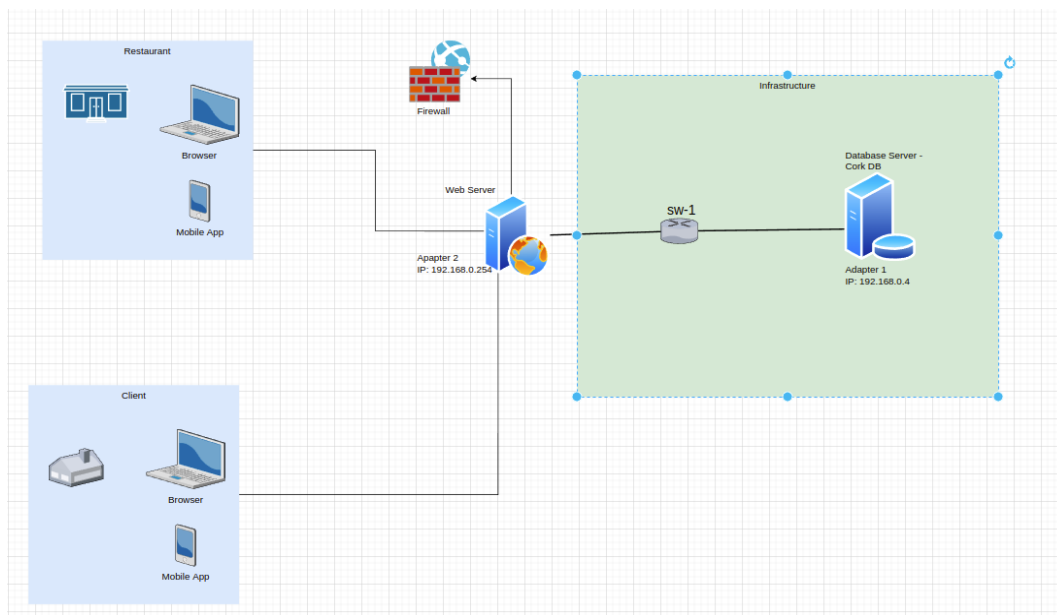 Restaurant
Browser
Mobile App
Firewall
Web Server
Apapter 2
IP: 192.168.0.254
Infrastructure
sw-1
Database Server -
Cork DB
Adapter 1
IP: 192.168.0.4
Client
Browser
Mobile App